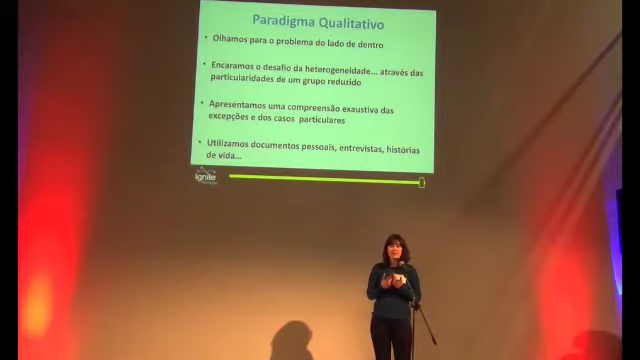 Paradigma Qualitativo
• Olhamos para o problema do lado de dentro
• Encaramos o desafio da heterogeneidade... através das
particularidades de um grupo reduzido
• Apresentamos uma compreensão exaustiva das
excepções e dos casos particulares
• Utilizamos documentos pessoais, entrevistas, histórias
de vida...
ignite